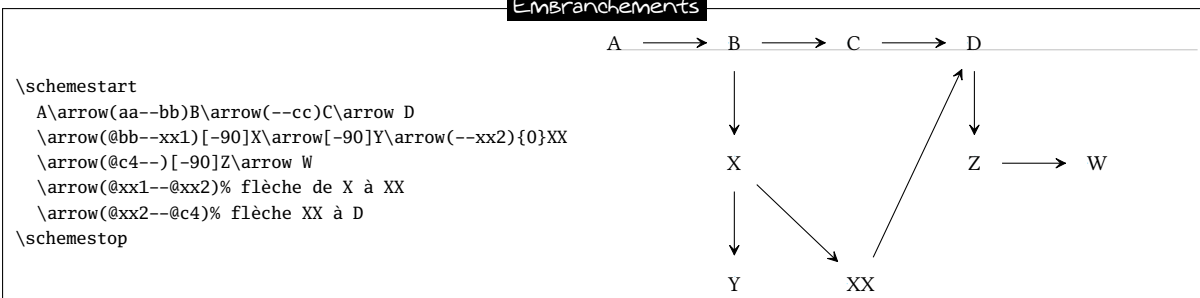 Embranchements
\schemestart
A\arrow(aa--bb)B\arrow(--cc)C\arrow D
\arrow(@bb--xx1)[-90]X\arrow[-90]Y\arrow(--xx2){0}XX
\arrow(@c4--)[-90]Z\arrow W
\arrow(@xx1--@xx2)% flèche de X à XX
\arrow(@xx2--@c4)% flèche XX à D
\schemestop
A B C D
X Z W
Y XX